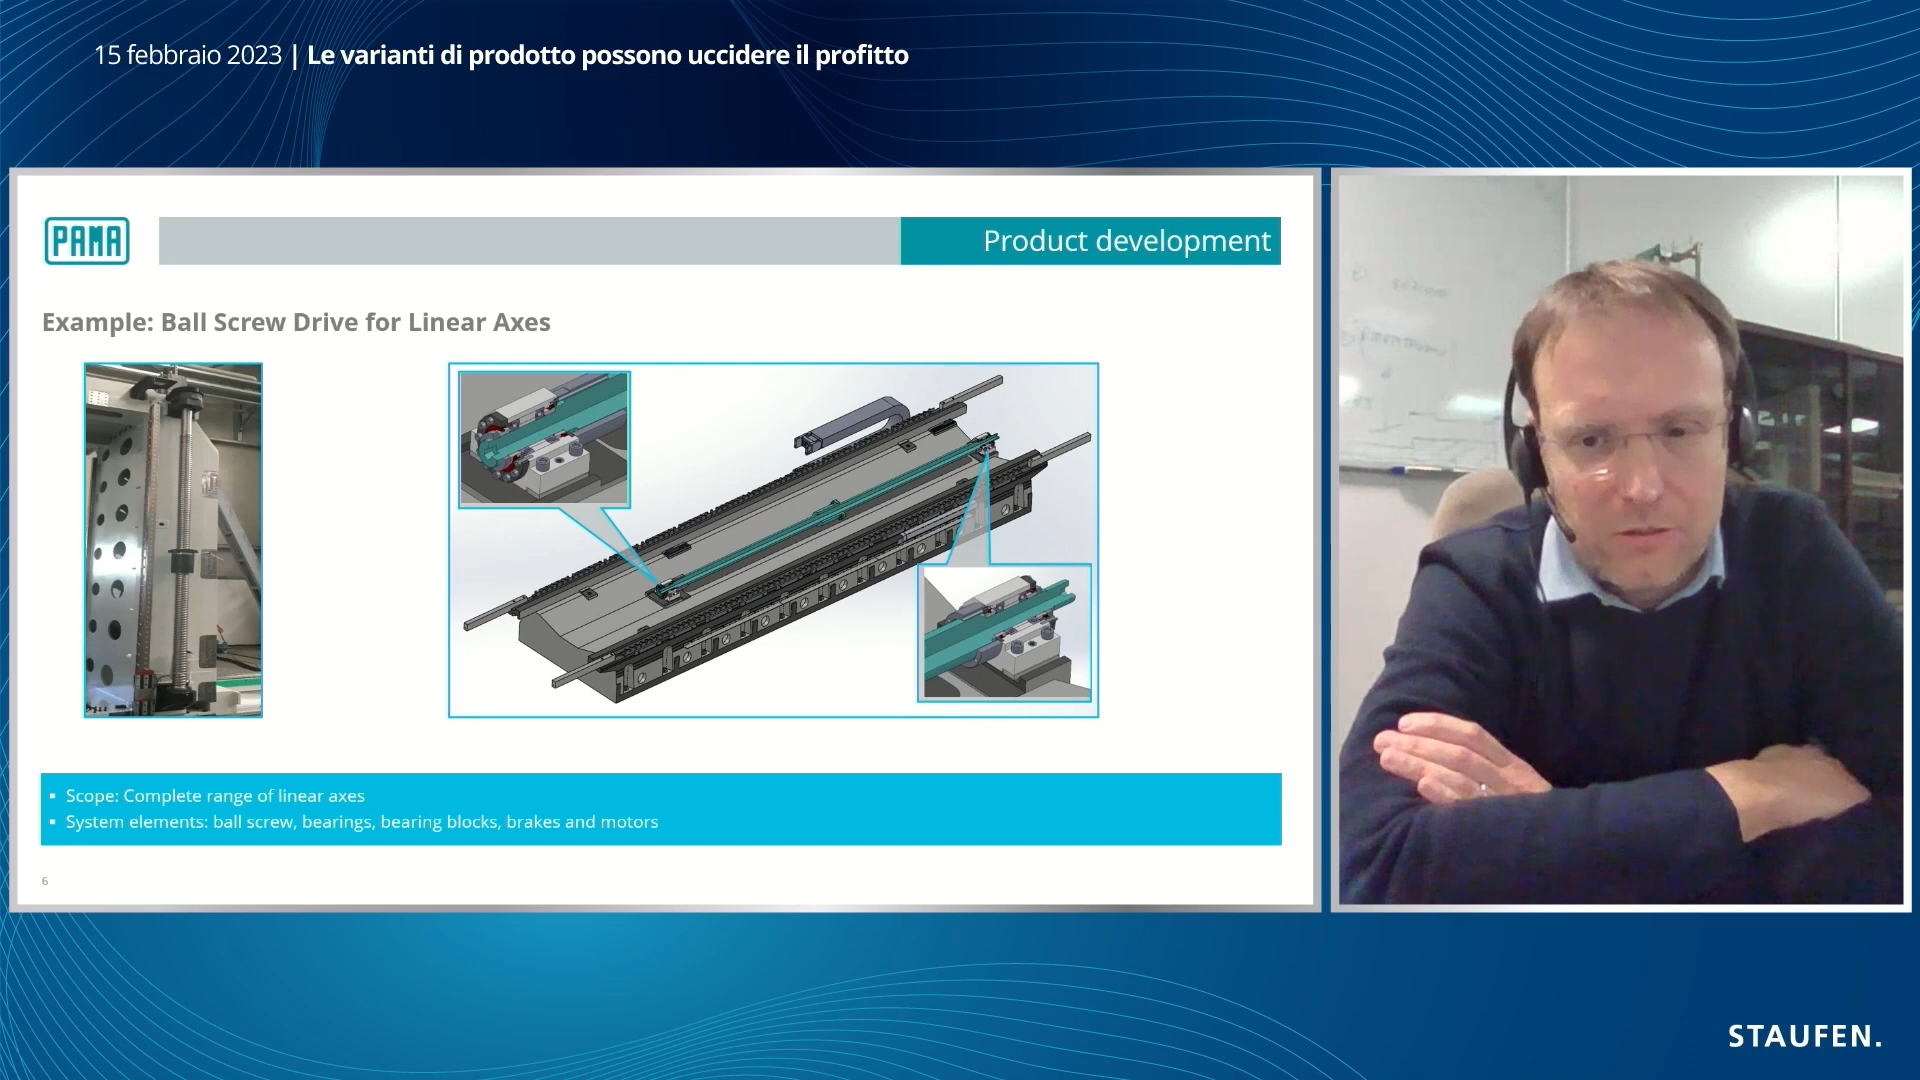 15 febbraio 2023 | Le varianti di prodotto possono uccidere il profitto
PAMA
Product development
Example: Ball Screw Drive for Linear Axes
▪ Scope: Complete range of linear axes
▪ System elements: ball screw, bearings, bearing blocks, brakes and motors
6
STAUFEN.